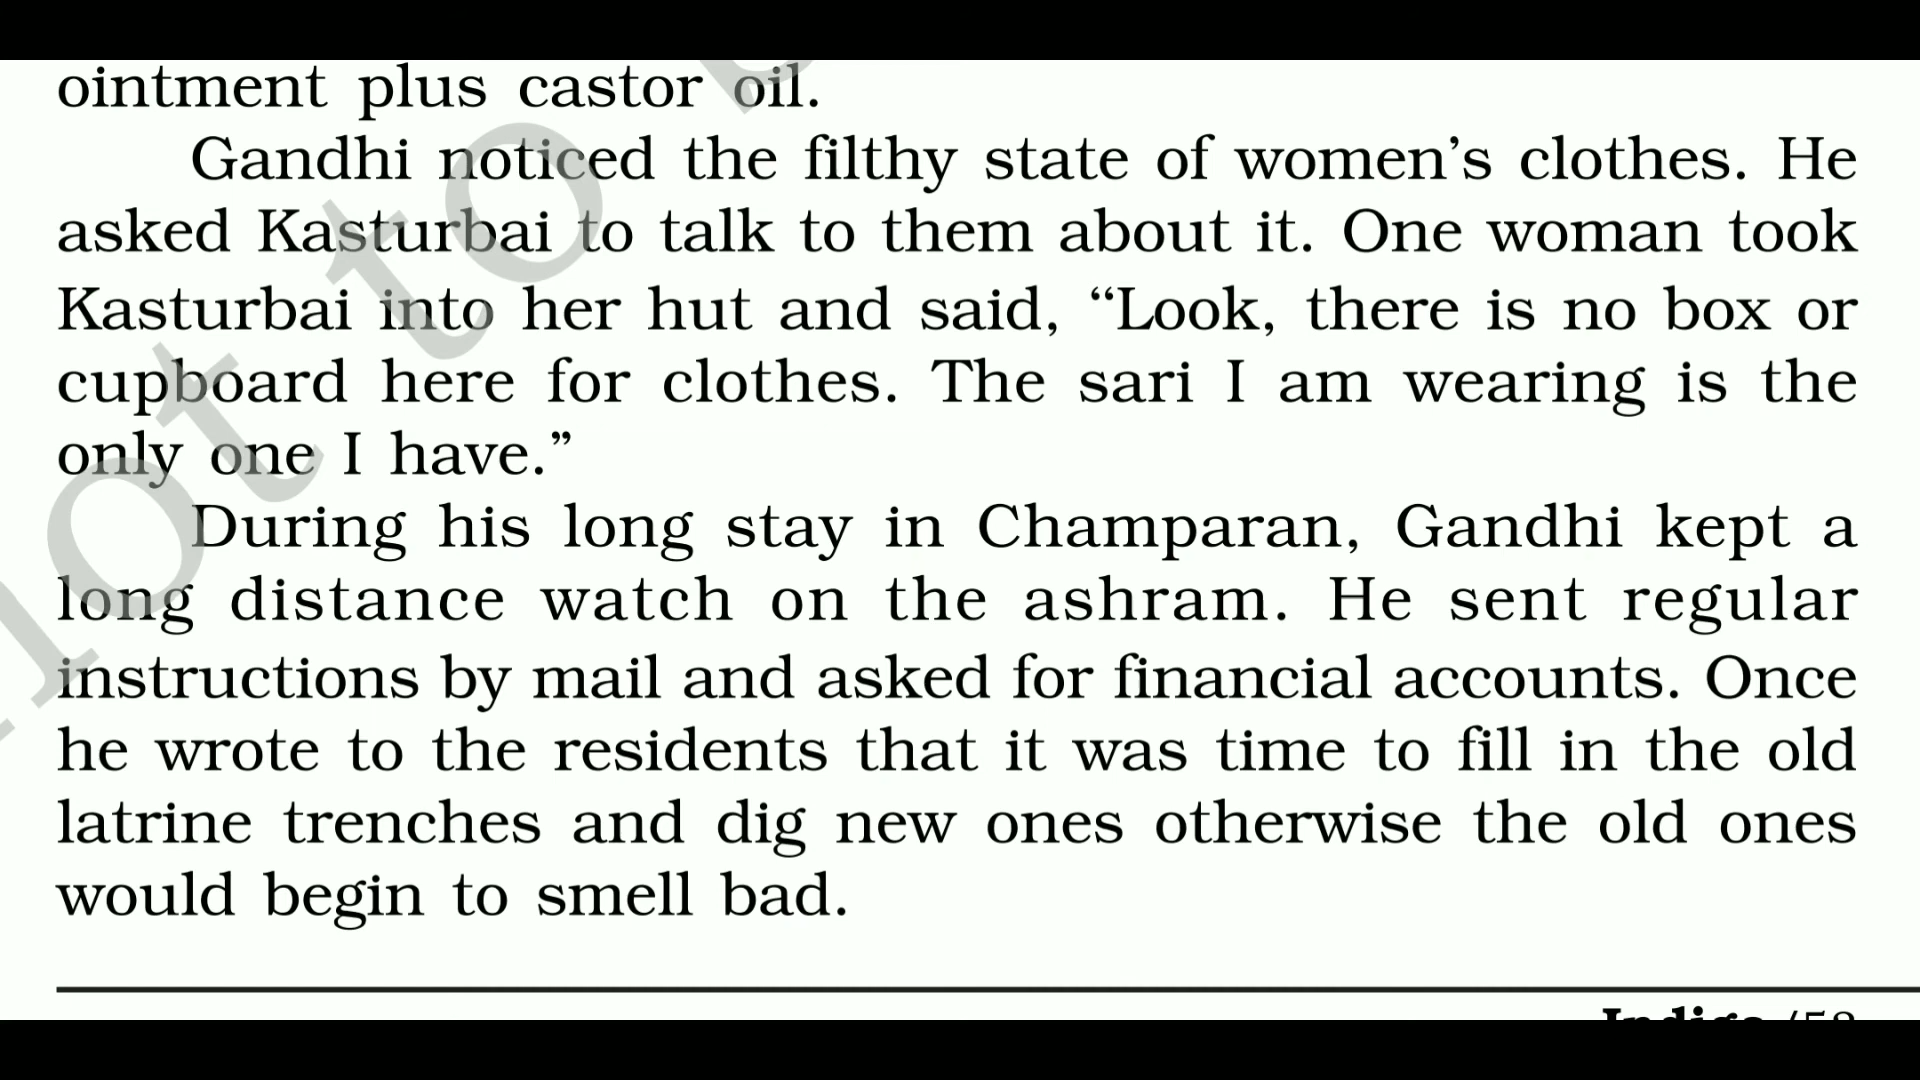 ointment plus castor oil.
Gandhi noticed the filthy state of women’s clothes. He
asked Kasturbai to talk to them about it. One woman took
Kasturbai into her hut and said, “Look, there is no box or
cupboard here for clothes. The sari I am wearing is the
only one I have.”
During his long stay in Champaran, Gandhi kept a
long distance watch on the ashram. He sent regular
instructions by mail and asked for financial accounts. Once
he wrote to the residents that it was time to fill in the old
latrine trenches and dig new ones otherwise the old ones
would begin to smell bad.
not to